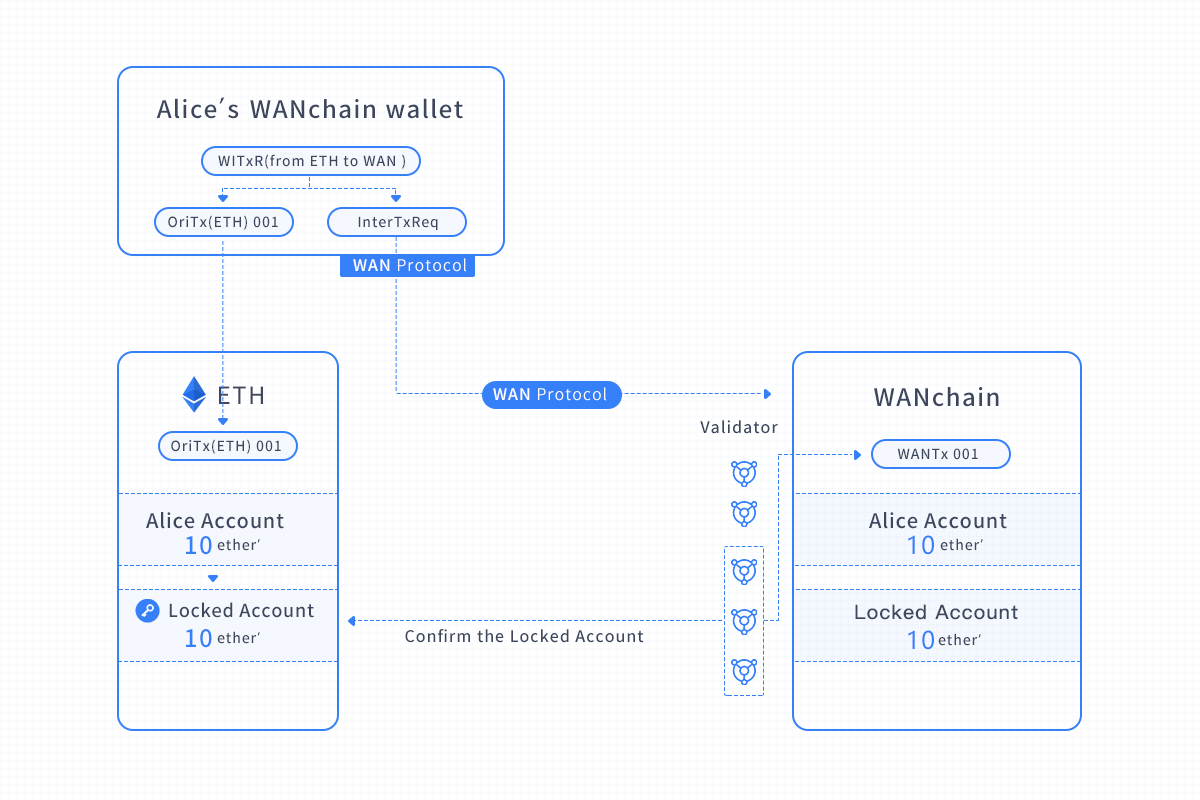 Alice′s WANchain wallet
WITxR(from ETH to WAN )
OriTx(ETH) 001
InterTxReq
WAN Protocol
ETH
OriTx(ETH) 001
Alice Account
10 ether′
Locked Account
10 ether′
WAN Protocol
Validator
Confirm the Locked Account
WANchain
WANTx 001
Alice Account
10 ether′
Locked Account
10 ether′